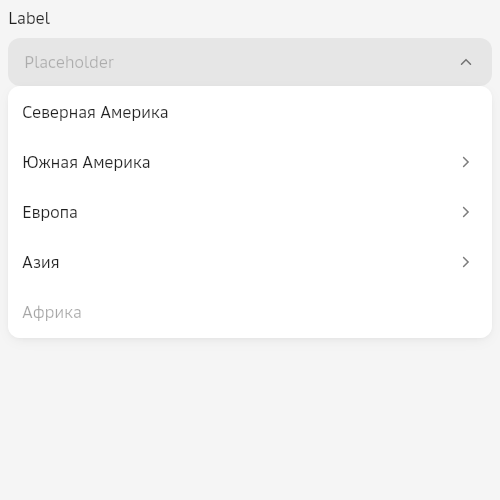 Label
Placeholder
Северная Америка
Южная Америка
Европа
Азия
Африка